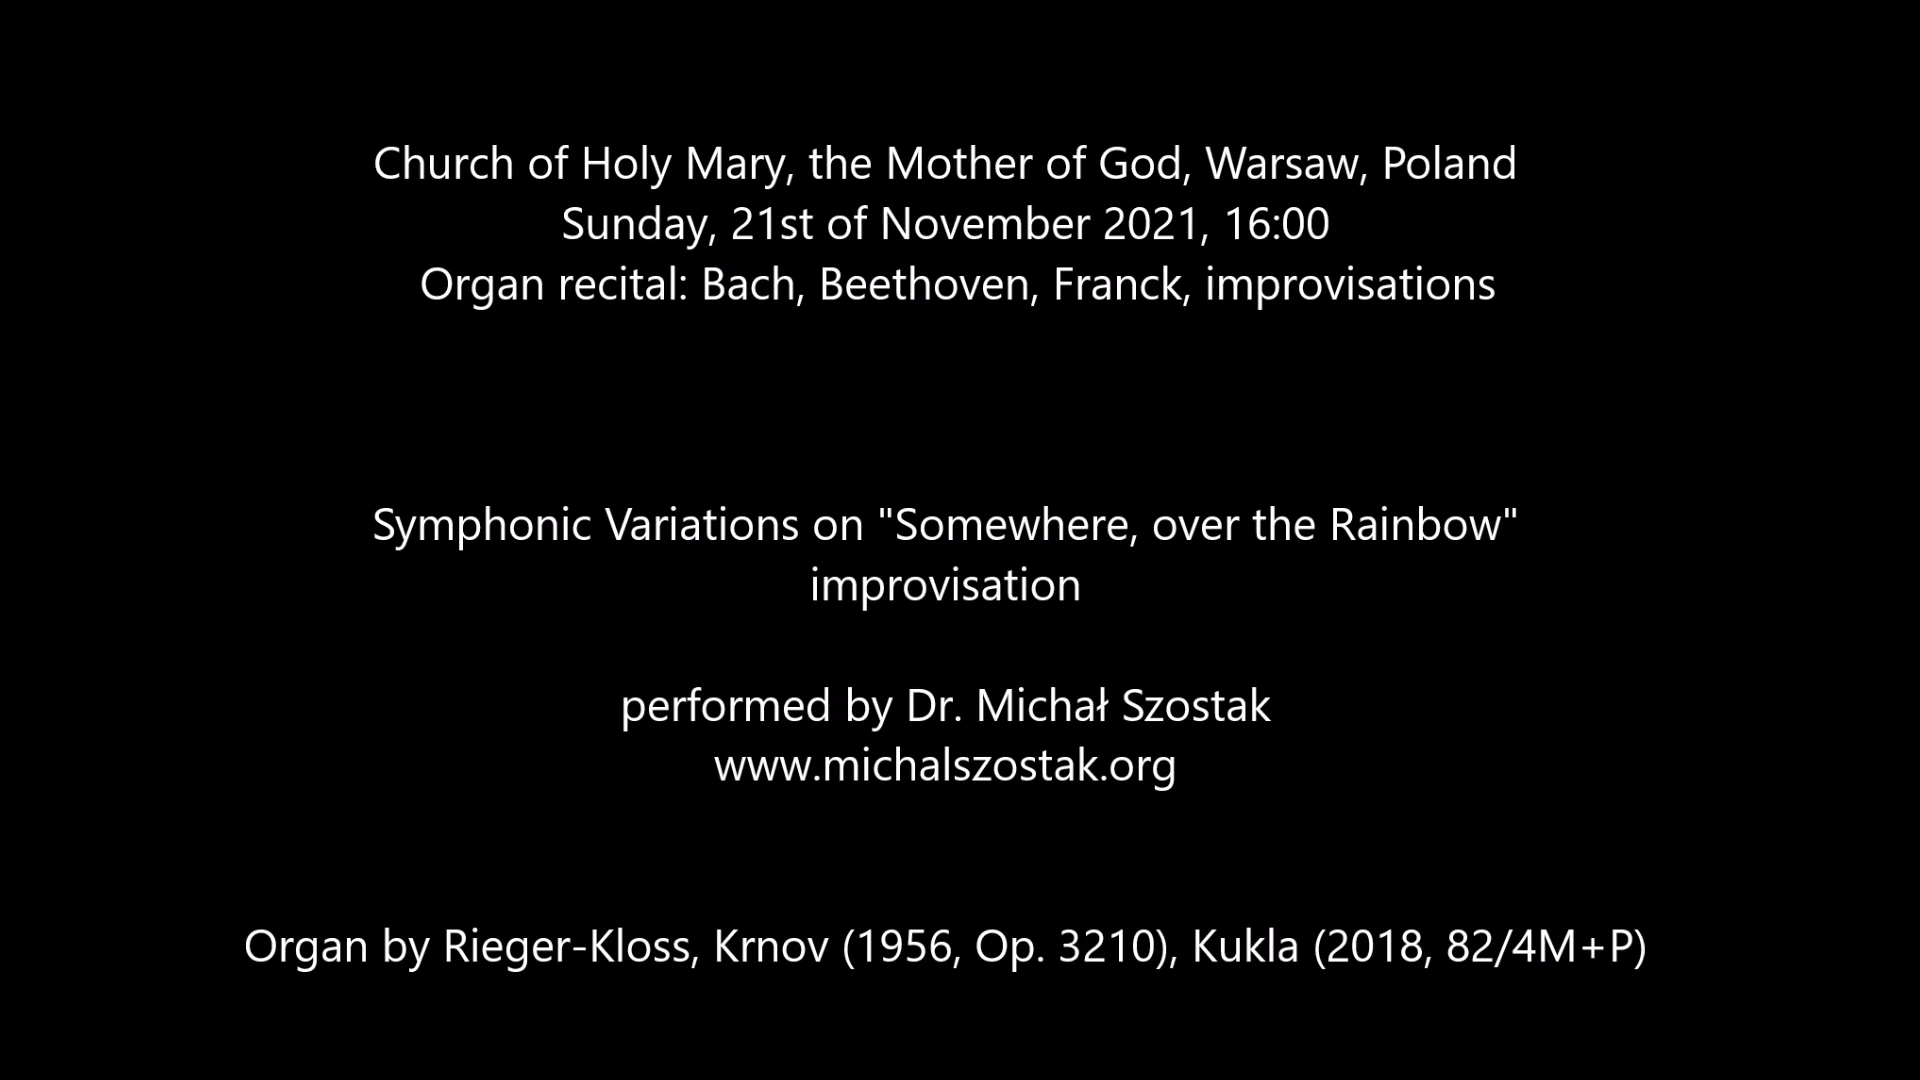 Church of Holy Mary, the Mother of God, Warsaw, Poland
Sunday, 21st of November 2021, 16:00
Organ recital: Bach, Beethoven, Franck, improvisations
Symphonic Variations on "Somewhere, over the Rainbow"
improvisation
performed by Dr. Michał Szostak
www.michalszostak.org
Organ by Rieger-Kloss, Krnov (1956, Op. 3210), Kukla (2018, 82/4M+P)